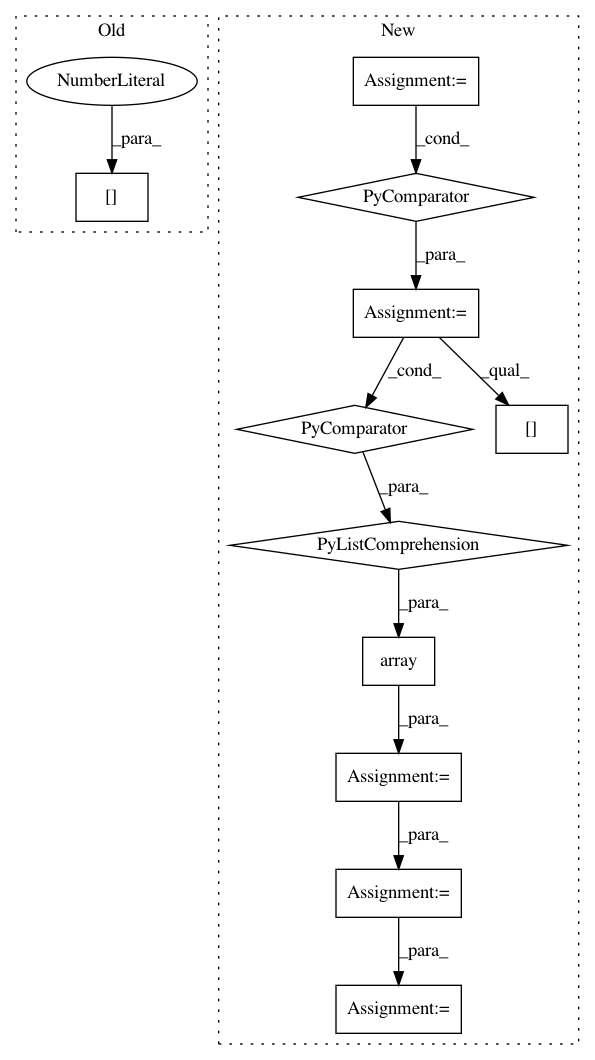 Old
New
NumberLiteral
Assignment:=
_para_
_cond_
[]
PyComparator
_para_
Assignment:=
_cond_
_qual_
PyComparator
[]
_para_
PyListComprehension
_para_
array
_para_
Assignment:=
_para_
Assignment:=
_para_
Assignment:=